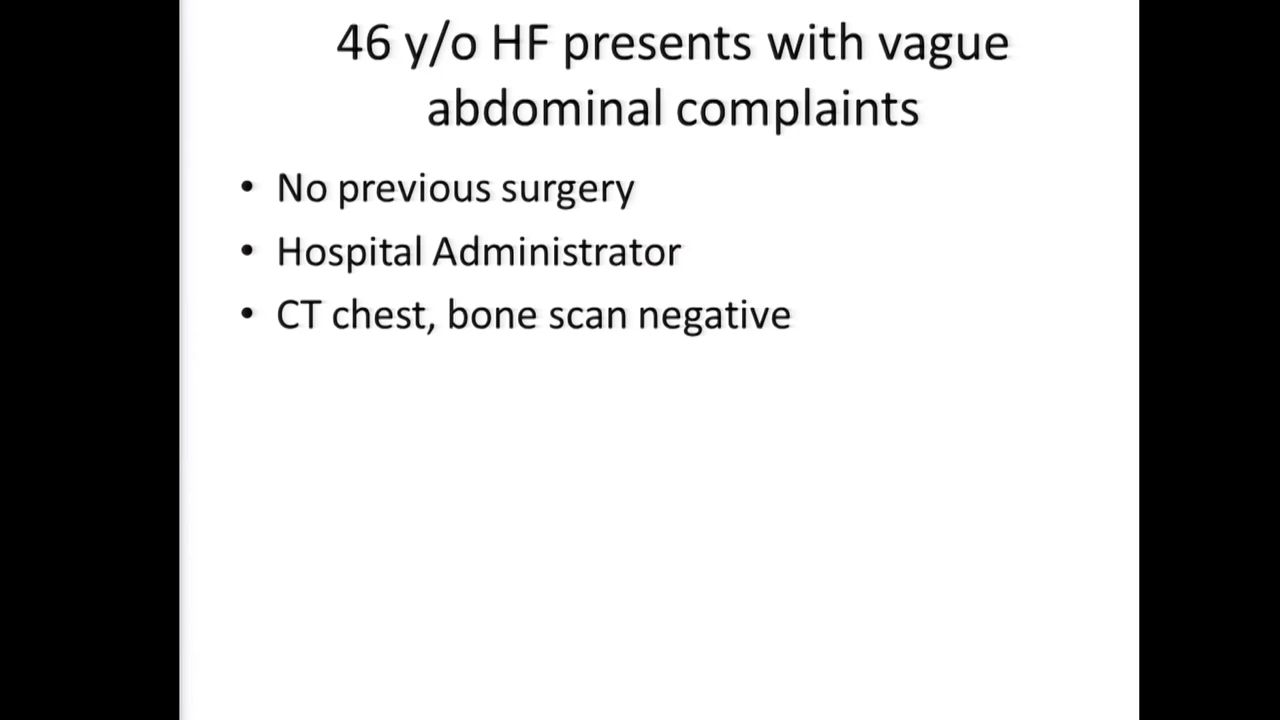 46 y/o HF presents with vague
abdominal complaints
• No previous surgery
• Hospital Administrator
• CT chest, bone scan negative